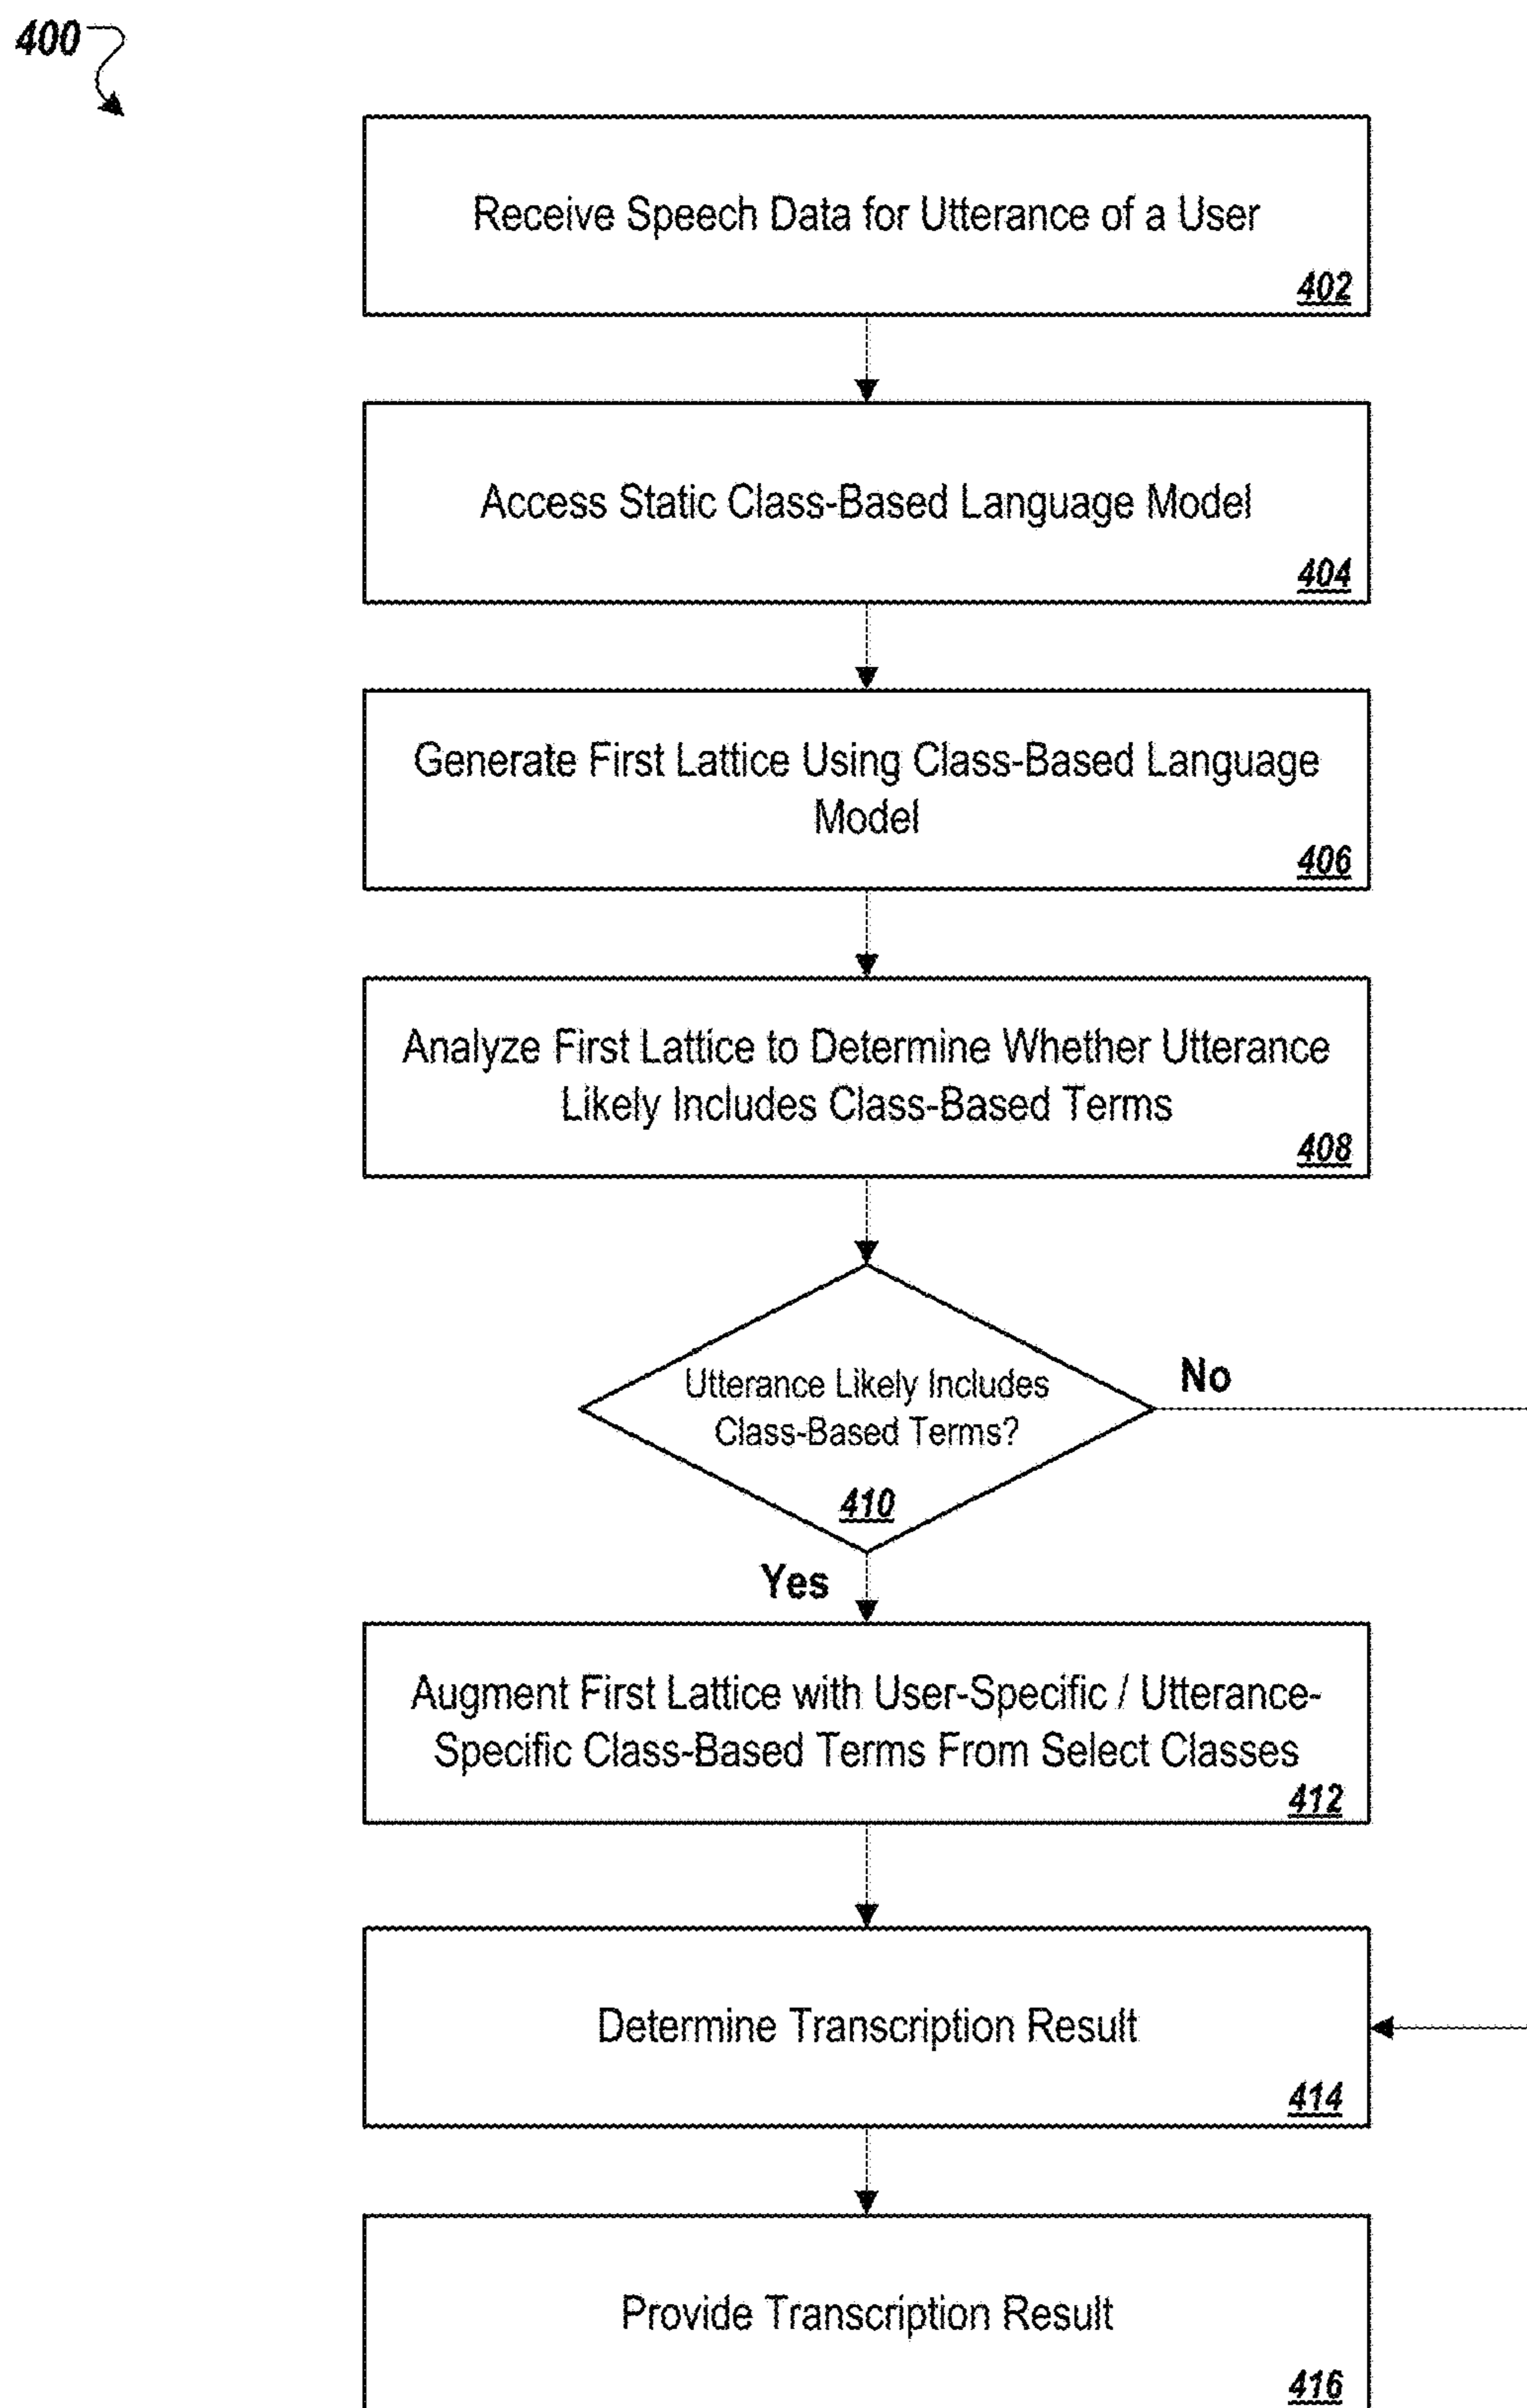 400
Receive Speech Data for Utterance of a User
402
Access Static Class-Based Language Model
404
Generate First Lattice Using Class-Based Language
Model
406
Analyze First Lattice to Determine Whether Utterance
Likely Includes Class-Based Terms
408
No
Utterance Likely Includes
Class-Based Terms?
410
Yes
Augment First Lattice with User-Specific / Utterance-
Specific Class-Based Terms From Select Classes
412
Determine Transcription Result
414
Provide Transcription Result
416